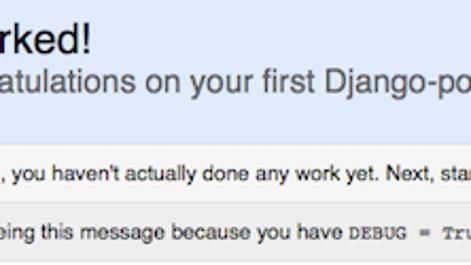 rked!
atulations on your first Django-po
, you haven't actually done any work yet. Next, star
eing this message because you have DEBUG = Tru